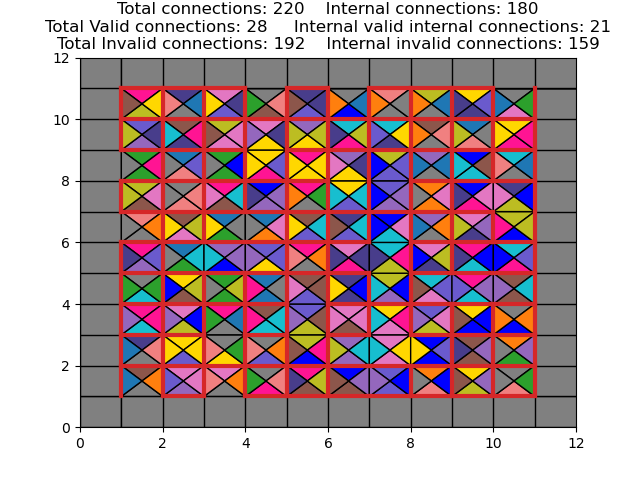 Total connections: 220    Internal connections: 180
Total Valid connections: 28     Internal valid internal connections: 21
Total Invalid connections: 192    Internal invalid connections: 159
12
10
8
6
4
2
0
0 2 4 6 8 10 12